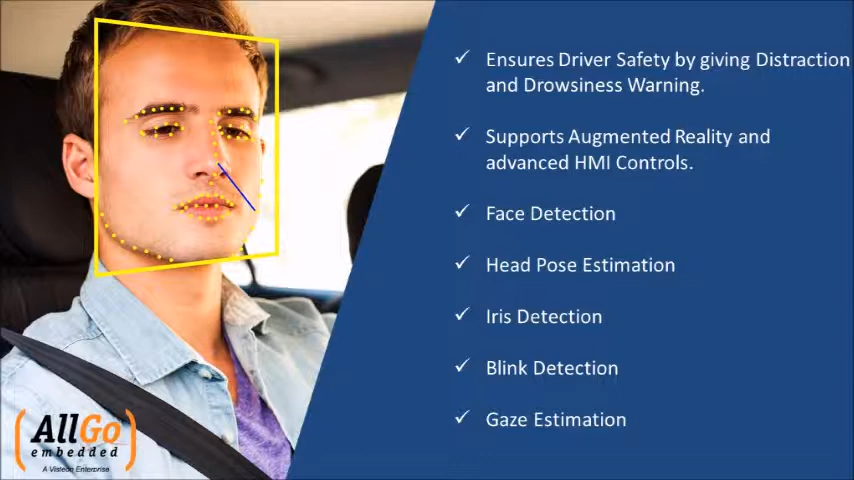 Ensures Driver Safety by giving Distraction
and Drowsiness Warning.
Supports Augmented Reality and
advanced HMI Controls.
Face Detection
Head Pose Estimation
Iris Detection
Blink Detection
Gaze Estimation
AllGo
embedded
A Visteon Enterprise